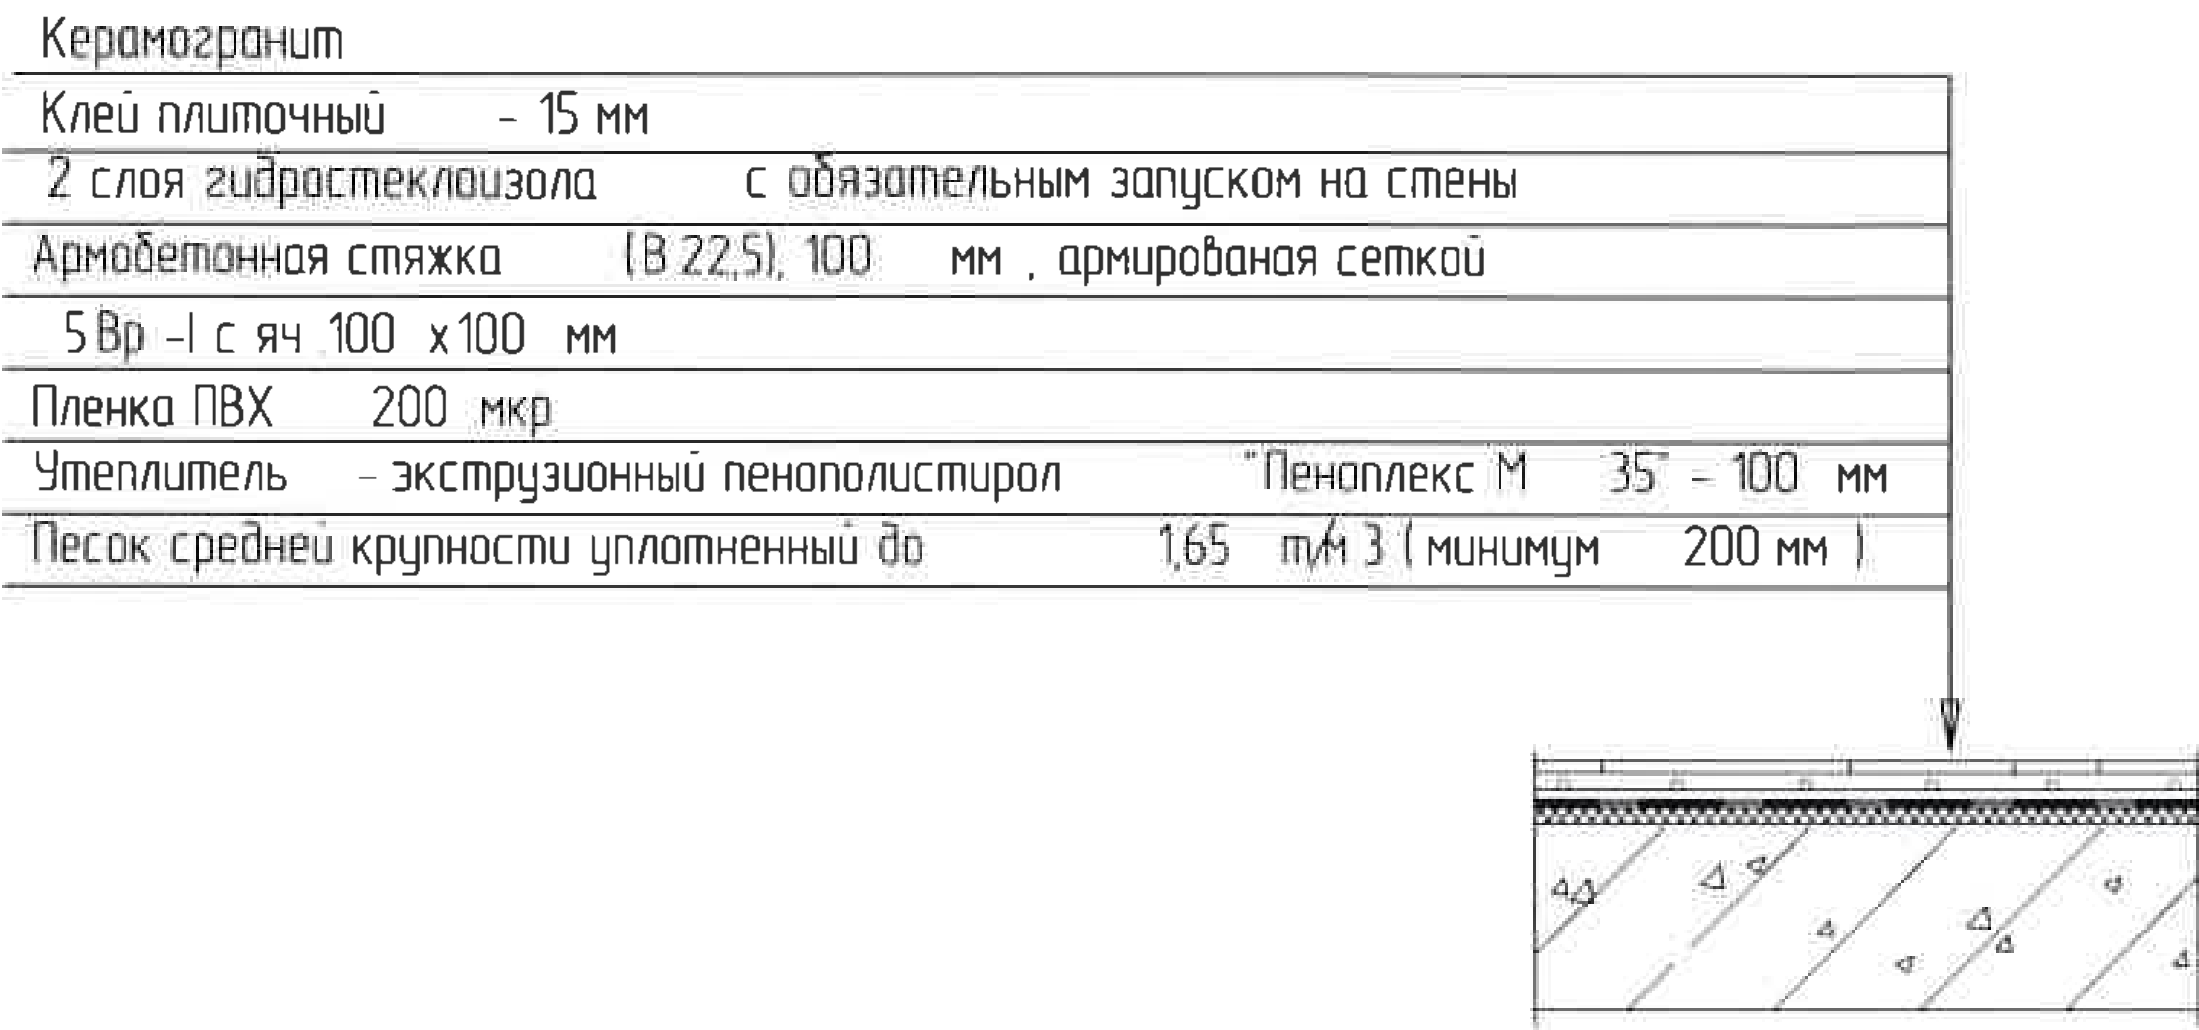 Керамогранит
Клей плиточный - 15 мм
2 слоя гидростеклоизола с обязательным запуском на стены
Армобетонная стяжка (В 22,5), 100 мм , армированая сеткой
5 Вр -I с яч 100 х100 мм
Пленка ПВХ 200 мкр
Утеплитель - экструзионный пенополистирол "Пеноплекс М 35" - 100 мм
Песок средней крупности уплотненный до 1,65 т/м 3 ( минимум 200 мм )